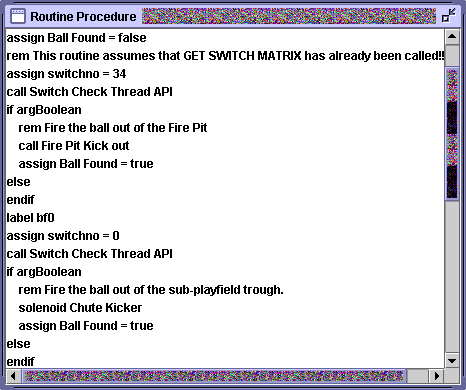 Routine Procedure
assign Ball Found = false
rem This routine assumes that GET SWITCH MATRIX has already been called!!
assign switchno = 34
call Switch Check Thread API
if argBoolean
rem Fire the ball out of the Fire Pit
call Fire Pit Kick out
assign Ball Found = true
else
endif
label bf0
assign switchno = 0
call Switch Check Thread API
if argBoolean
rem Fire the ball out of the sub-playfield trough.
solenoid Chute Kicker
assign Ball Found = true
else
endif